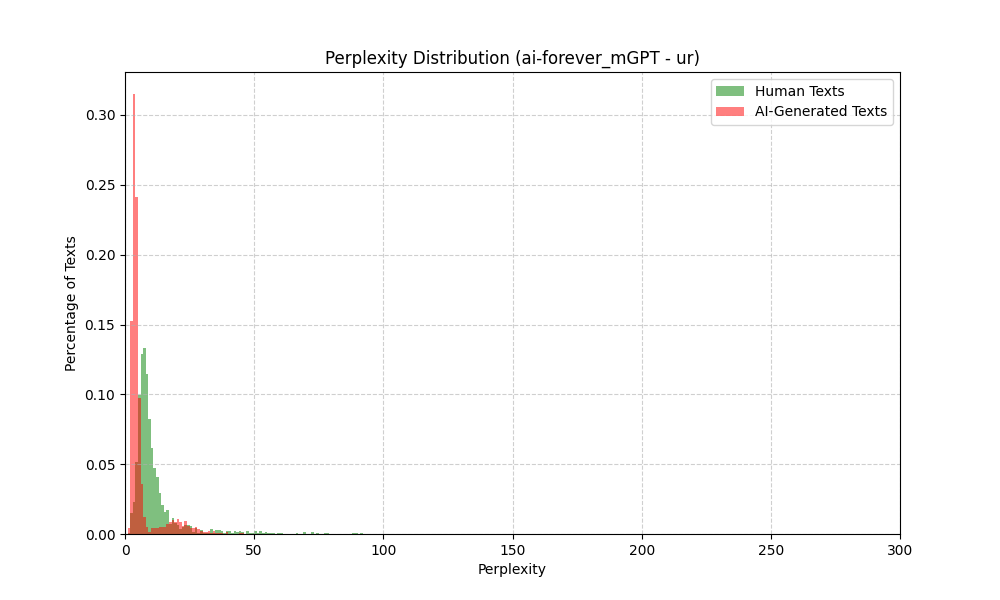 Perplexity Distribution (ai-forever_mGPT - ur)
Human Texts
AI-Generated Texts
Percentage of Texts
0.30
0.25
0.20
0.15
0.10
0.05
0.00
0 50 100 150 200 250 300
Perplexity